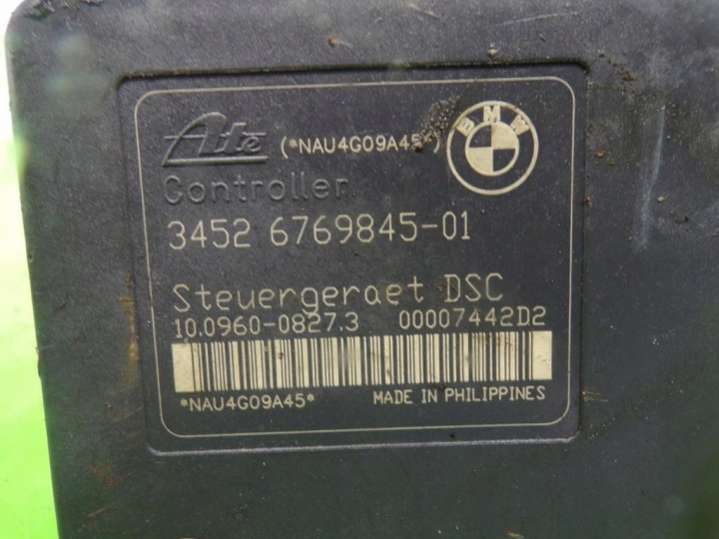 Ate (*NAU4G09A45*) BMW
Controller
3452 6769845-01
Steuergeraet DSC
10.0960-0827.3 00007442D2
*NAU4G09A45* MADE IN PHILIPPINES